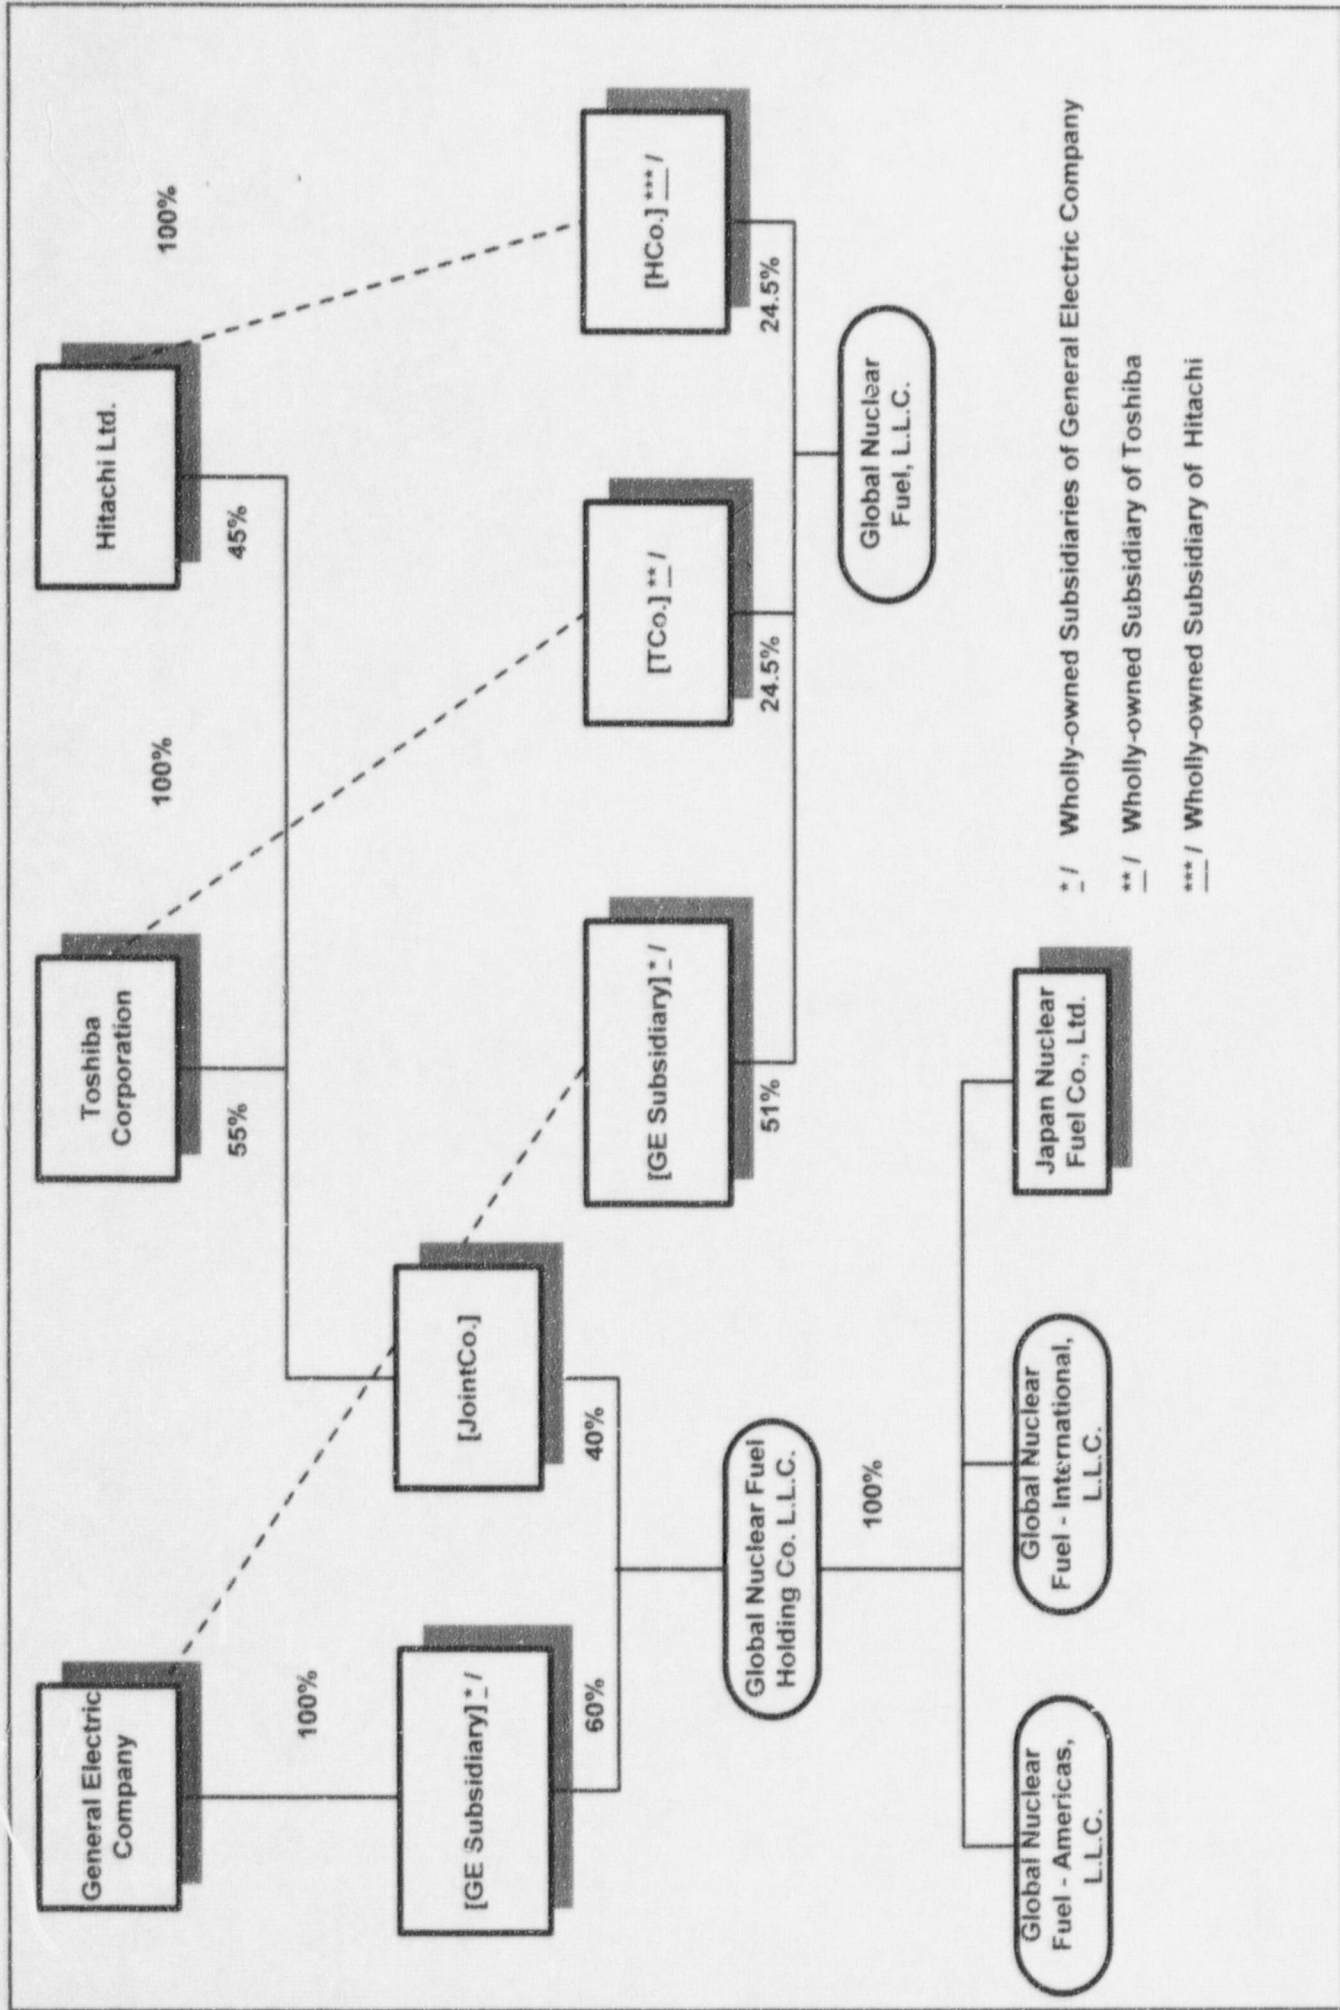 General Electric
Company
Toshiba
Corporation
Hitachi Ltd.
100%
100%
100%
55%
45%
[GE Subsidiary] * /
[JointCo.]
60%
40%
[GE Subsidiary] * /
[TCo.] ** /
[HCo.] *** /
51%
24.5%
24.5%
Global Nuclear Fuel
Holding Co. L.L.C.
Global Nuclear
Fuel, L.L.C.
100%
Global Nuclear
Fuel - Americas,
L.L.C.
Global Nuclear
Fuel - International,
L.L.C.
Japan Nuclear
Fuel Co., Ltd.
* / Wholly-owned Subsidiaries of General Electric Company
** / Wholly-owned Subsidiary of Toshiba
*** / Wholly-owned Subsidiary of Hitachi